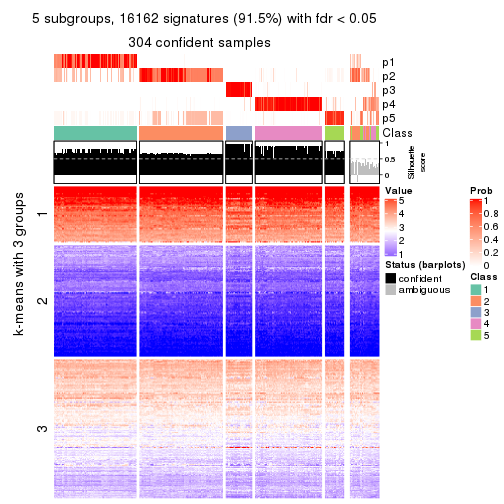 5 subgroups, 16162 signatures (91.5%) with fdr < 0.05
304 confident samples
p1
p2
p3
p4
p5
Class
1
0.5
0
Silhouette
score
k-means with 3 groups
1
2
3
Value
5
4
3
2
1
Status (barplots)
confident
ambiguous
Prob
1
0.8
0.6
0.4
0.2
0
Class
1
2
3
4
5